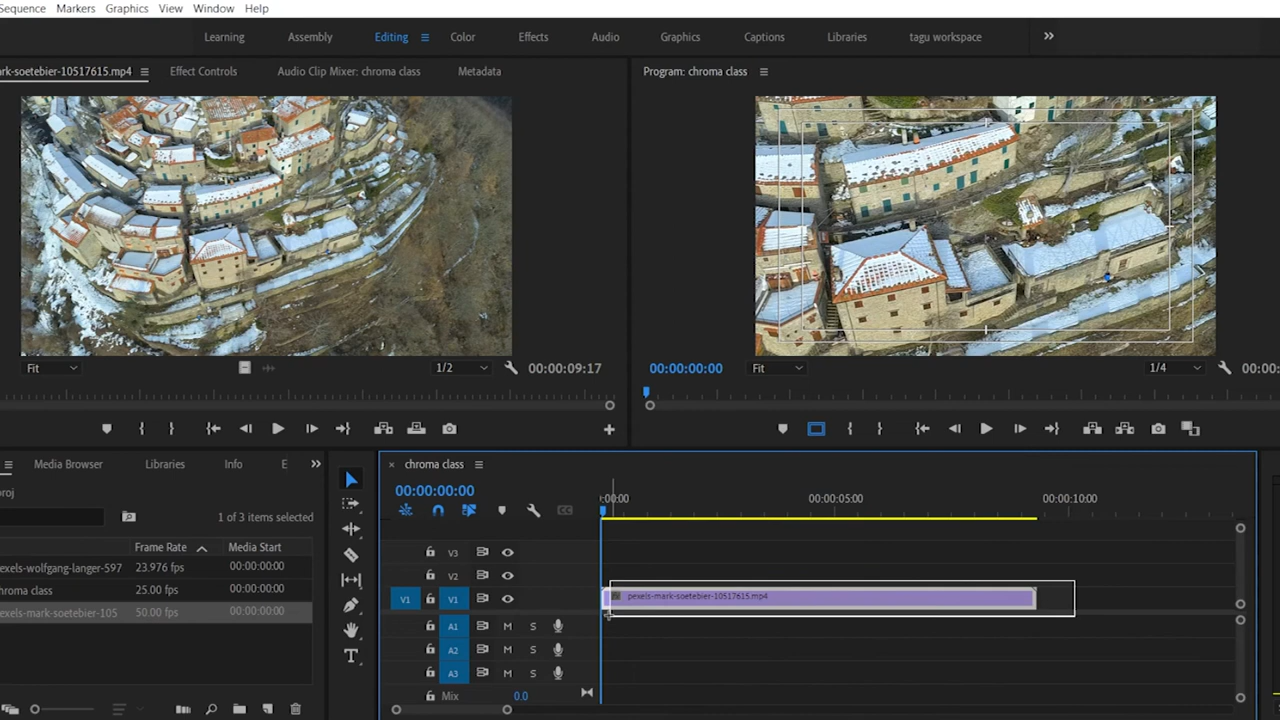 Sequence Markers Graphics View Window Help
Learning Assembly Editing Color Effects Audio Graphics Captions Libraries tagu workspace
rk-soetebier-10517615.mp4 Effect Controls Audio Clip Mixer: chroma class Metadata
Program: chroma class
Fit 1/2 00:00:09:17
00:00:00:00 Fit 1/4 00:00:
Media Browser Libraries Info E
roj
1 of 3 items selected
Frame Rate Media Start
exels-wolfgang-langer-597 23.976 fps 00:00:00:00
hroma class 25.00 fps 00:00:00:00
exels-mark-soetebier-105 50.00 fps 00:00:00:00
chroma class
00:00:00:00
:00:00 00:00:05:00 00:00:10:00
V3
V2
V1 V1 pexels-mark-soetebier-10517615.mp4
A1 M S
A2 M S
A3 M S
Mix 0.0